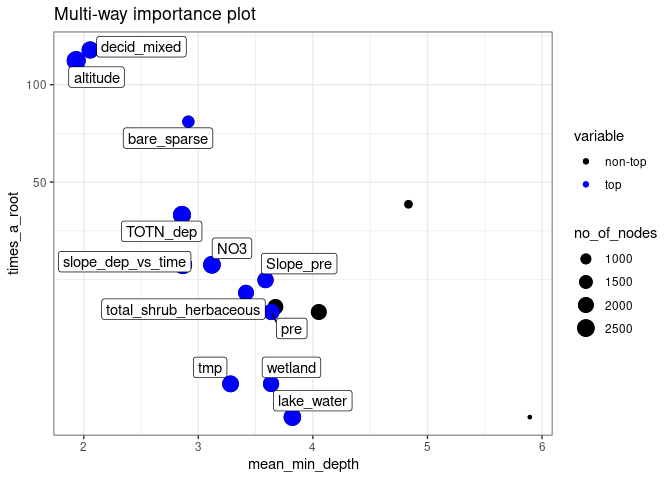 Multi-way importance plot
decid_mixed
altitude
100
bare_sparse
variable
non-top
top
50
times_a_root
TOTN_dep
NO3
slope_dep_vs_time
Slope_pre
no_of_nodes
1000
1500
2000
2500
total_shrub_herbaceous
pre
tmp
wetland
lake_water
2
3
4
5
6
mean_min_depth